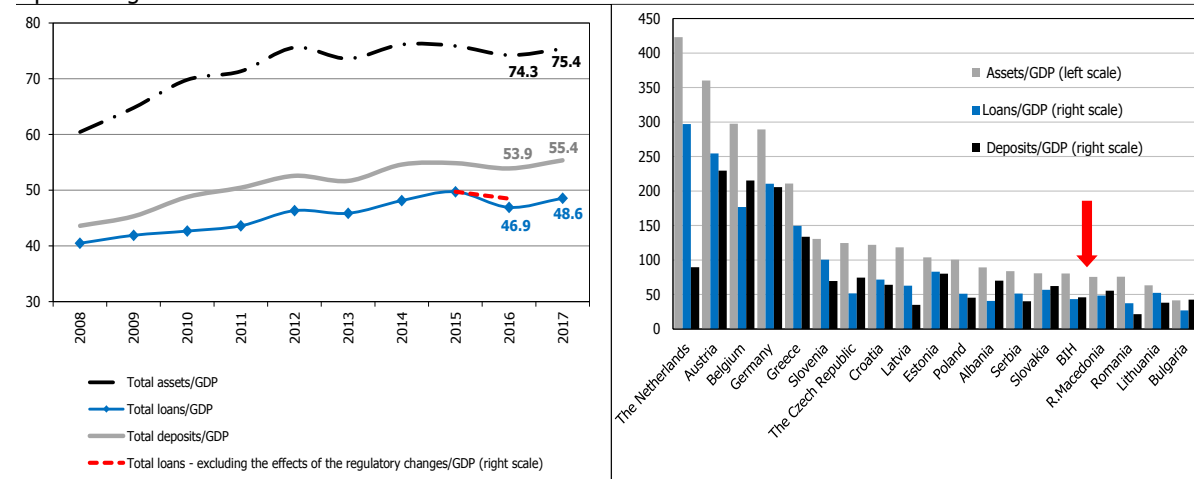 80
70
60
50
40
30
74.3
75.4
53.9
55.4
46.9
48.6
2008
2009
2010
2011
2012
2013
2014
2015
2016
2017
Total assets/GDP
Total loans/GDP
Total deposits/GDP
Total loans - excluding the effects of the regulatory changes/GDP (right scale)
450
400
350
300
250
200
150
100
50
0
Assets/GDP (left scale)
Loans/GDP (right scale)
Deposits/GDP (right scale)
The Netherlands
Austria
Belgium
Germany
Greece
Slovenia
The Czech Republic
Croatia
Latvia
Estonia
Poland
Albania
Serbia
Slovakia
BIH
R.Macedonia
Romania
Lithuania
Bulgaria